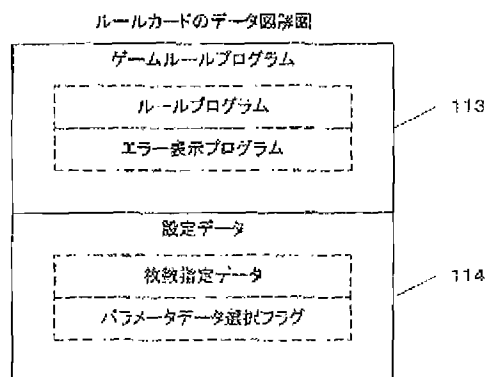 ルールカードのデータ図解図
ゲームルールプログラム
ルールプログラム
エラー表示プログラム
113
設定データ
枚数指定データ
パラメータデータ選択フラグ
114